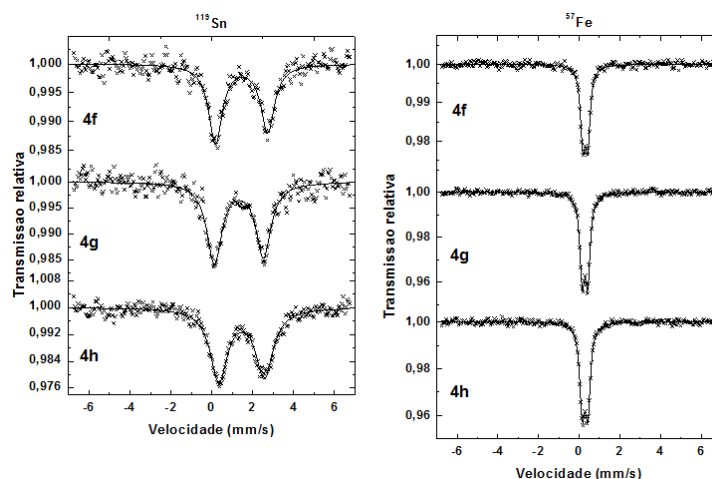 ¹¹⁹Sn
Transmissao relativa
1,000
0,995
0,990
0,985
4f
1,000
0,995
0,990
0,985
4g
1,008
1,000
0,992
0,984
0,976
4h
-6 -4 -2 0 2 4 6
Velocidade (mm/s)
⁵⁷Fe
Transmissao relativa
1,00
0,99
0,98
4f
1,00
0,98
0,96
4g
1,00
0,98
0,96
4h
-6 -4 -2 0 2 4 6
Velocidade (mm/s)